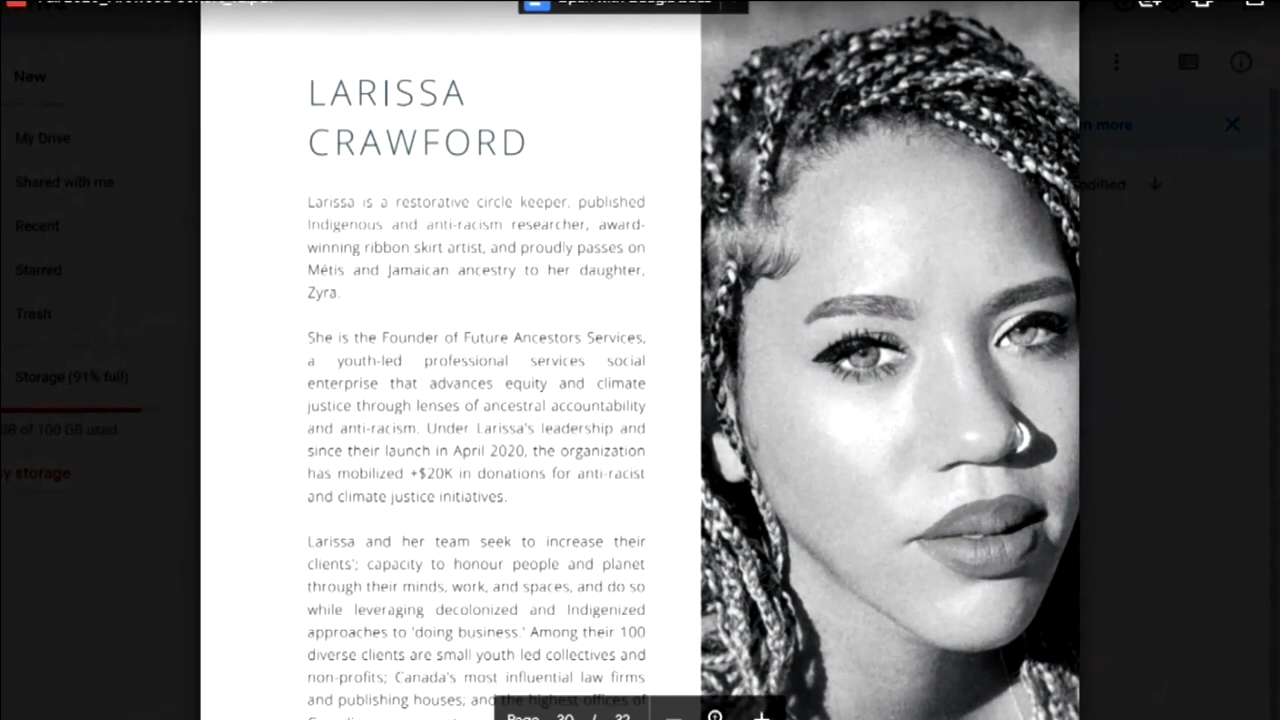 New
My Drive
Shared with me
Recent
Starred
Trash
Storage (91% full)
GB of 100 GB used
storage
LARISSA
CRAWFORD
Larissa is a restorative circle keeper, published
Indigenous and anti-racism researcher, award-
winning ribbon skirt artist, and proudly passes on
Métis and Jamaican ancestry to her daughter,
Zyra.
She is the Founder of Future Ancestors Services,
a youth-led professional services social
enterprise that advances equity and climate
justice through lenses of ancestral accountability
and anti-racism. Under Larissa's leadership and
since their launch in April 2020, the organization
has mobilized +$20K in donations for anti-racist
and climate justice initiatives.
Larissa and her team seek to increase their
clients'; capacity to honour people and planet
through their minds, work, and spaces, and do so
while leveraging decolonized and Indigenized
approaches to 'doing business.' Among their 100
diverse clients are small youth led collectives and
non-profits; Canada's most influential law firms
and publishing houses; and the highest offices of
Page 30 / 32
more